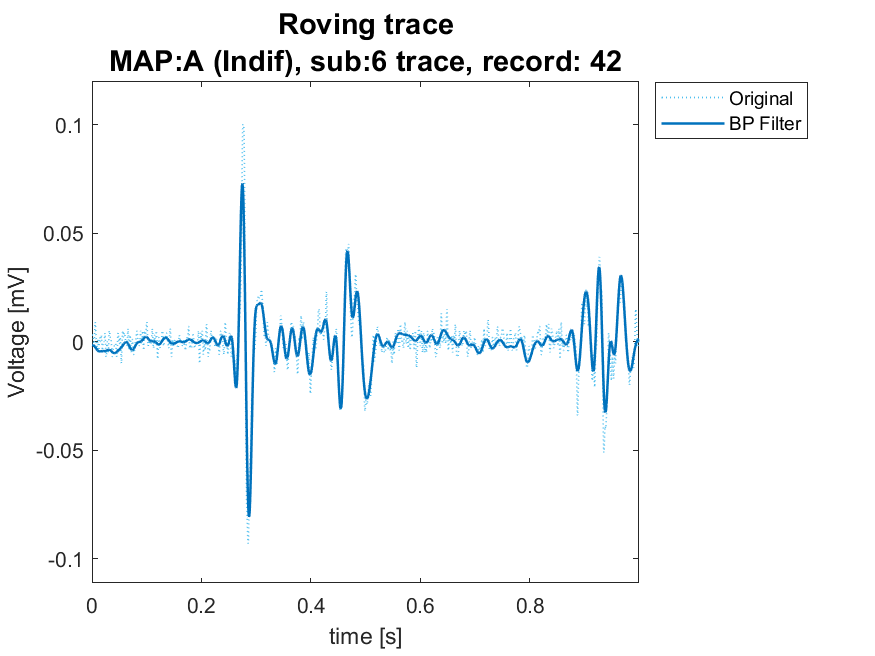 Roving trace
MAP:A (Indif), sub:6 trace, record: 42
Original
BP Filter
0.1
0.05
0
-0.05
-0.1
Voltage [mV]
0
0.2
0.4
0.6
0.8
time [s]